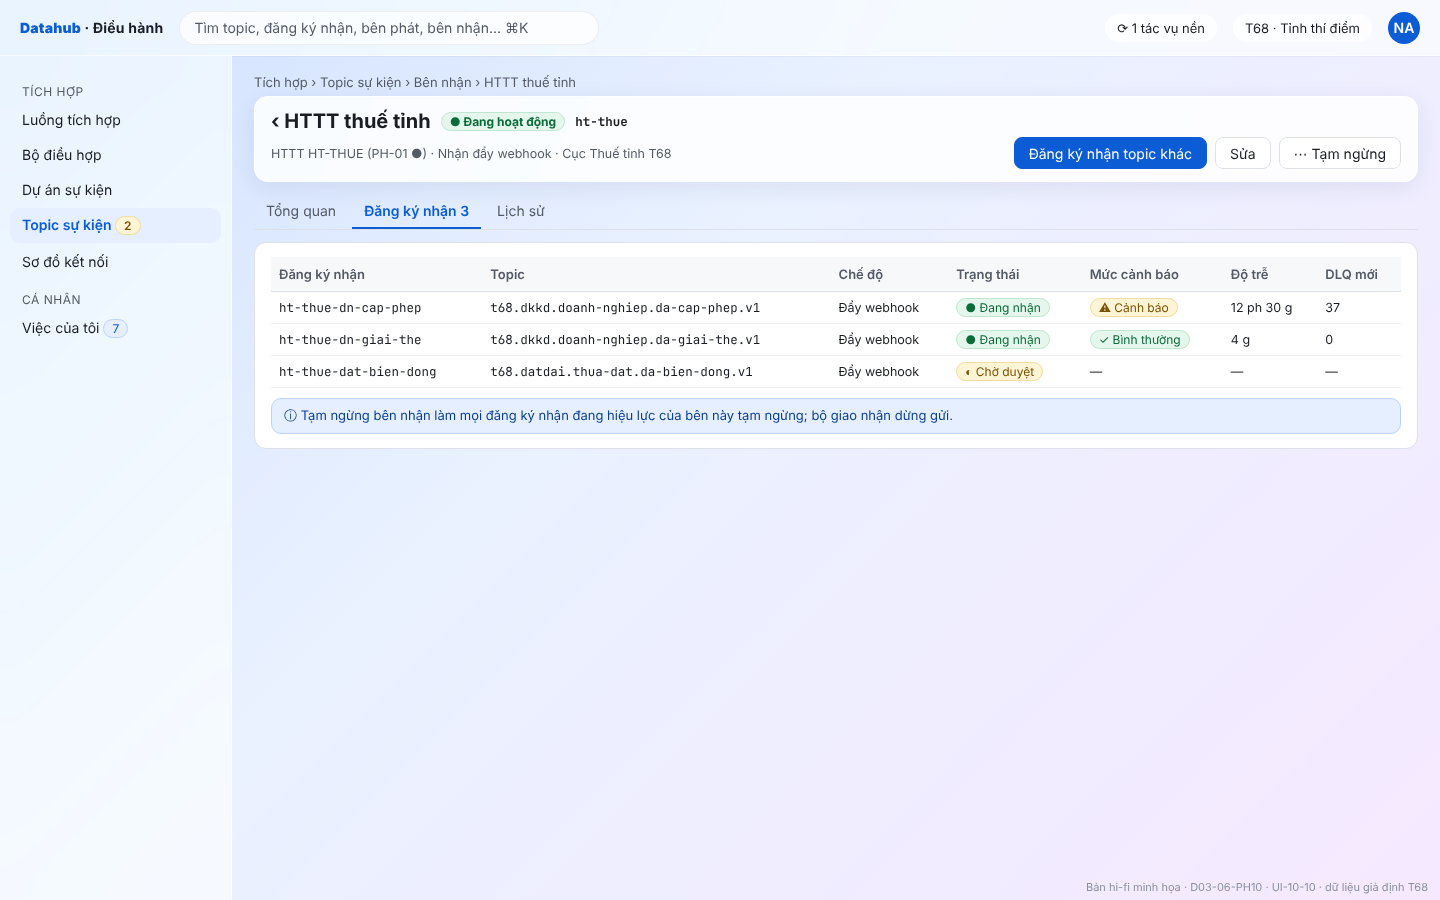 Datahub · Điều hành
Tìm topic, đăng ký nhận, bên phát, bên nhận... ⌘K
⟳ 1 tác vụ nền
T68 · Tỉnh thí điểm
NA
TÍCH HỢP
Luồng tích hợp
Bộ điều hợp
Dự án sự kiện
Topic sự kiện 2
Sơ đồ kết nối
CÁ NHÂN
Việc của tôi 7
Tích hợp › Topic sự kiện › Bên nhận › HTTT thuế tỉnh
‹ HTTT thuế tỉnh ● Đang hoạt động ht-thue
HTTT HT-THUE (PH-01 ●) · Nhận đẩy webhook · Cục Thuế tỉnh T68
Đăng ký nhận topic khác
Sửa
··· Tạm ngừng
Tổng quan
Đăng ký nhận 3
Lịch sử
Đăng ký nhận Topic Chế độ Trạng thái Mức cảnh báo Độ trễ DLQ mới
ht-thue-dn-cap-phep t68.dkkd.doanh-nghiep.da-cap-phep.v1 Đẩy webhook ● Đang nhận ⚠ Cảnh báo 12 ph 30 g 37
ht-thue-dn-giai-the t68.dkkd.doanh-nghiep.da-giai-the.v1 Đẩy webhook ● Đang nhận ✓ Bình thường 4 g 0
ht-thue-dat-bien-dong t68.datdai.thua-dat.da-bien-dong.v1 Đẩy webhook ◐ Chờ duyệt — — —
ⓘ Tạm ngừng bên nhận làm mọi đăng ký nhận đang hiệu lực của bên này tạm ngừng; bộ giao nhận dừng gửi.
Bản hi-fi minh họa · D03-06-PH10 · UI-10-10 · dữ liệu giả định T68